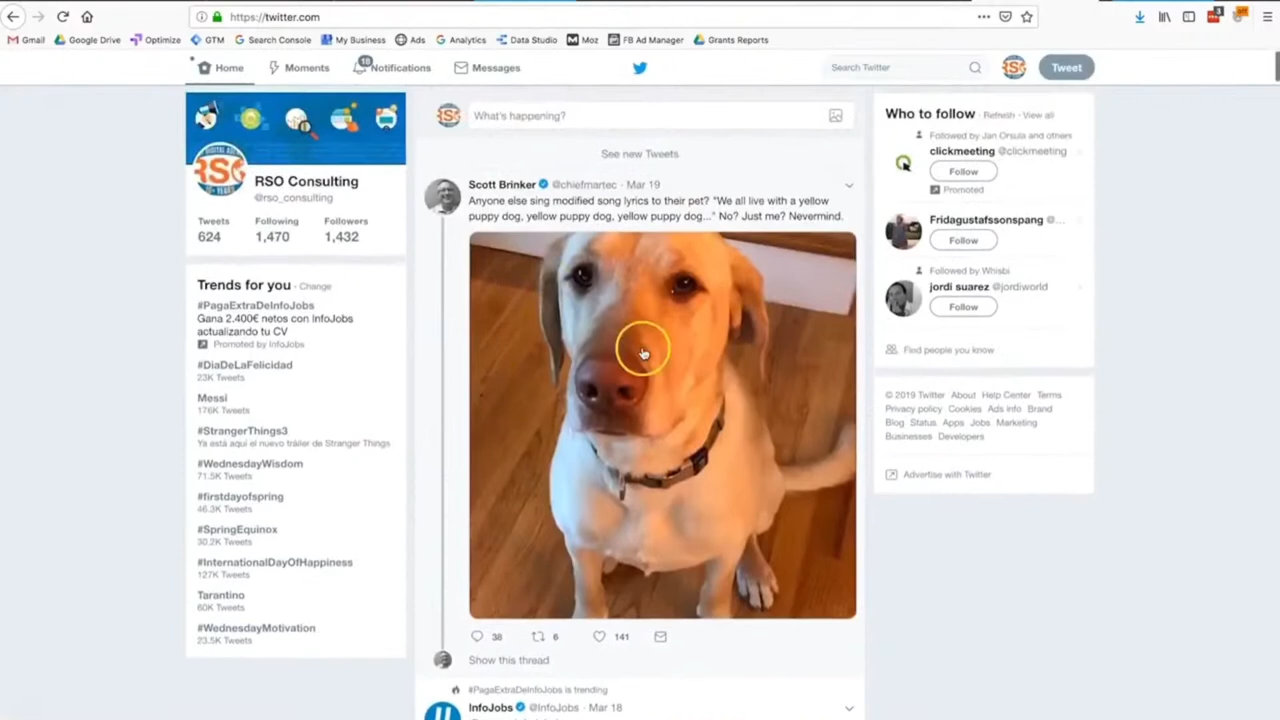 https://twitter.com
3
off
Gmail Google Drive Optimize GTM Search Console My Business Ads Analytics Data Studio Moz FB Ad Manager Grants Reports
Home Moments 18 Notifications Messages Search Twitter Tweet
DIGITAL
RSO
RSO Consulting
@rso_consulting
Tweets Following Followers
624 1,470 1,432
Trends for you · Change
#PagaExtraDeInfoJobs
Gana 2.400€ netos con InfoJobs
actualizando tu CV
Promoted by InfoJobs
#DiaDeLaFelicidad
23K Tweets
Messi
176K Tweets
#StrangerThings3
Ya está aquí el nuevo tráiler de Stranger Things
#WednesdayWisdom
71.5K Tweets
#firstdayofspring
46.3K Tweets
#SpringEquinox
30.2K Tweets
#InternationalDayOfHappiness
127K Tweets
Tarantino
60K Tweets
#WednesdayMotivation
23.5K Tweets
What's happening?
See new Tweets
Scott Brinker @chiefmartec · Mar 19
Anyone else sing modified song lyrics to their pet? "We all live with a yellow
puppy dog, yellow puppy dog, yellow puppy dog..." No? Just me? Nevermind.
38 6 141
Show this thread
#PagaExtraDeInfoJobs is trending
InfoJobs @InfoJobs · Mar 18
Who to follow · Refresh · View all
Followed by Jan Orsula and others
clickmeeting @clickmeeting
Follow
Promoted
Fridagustafssonspang @...
Follow
Followed by Whisbi
jordi suarez @jordiworld
Follow
Find people you know
© 2019 Twitter About Help Center Terms
Privacy policy Cookies Ads info Brand
Blog Status Apps Jobs Marketing
Businesses Developers
Advertise with Twitter